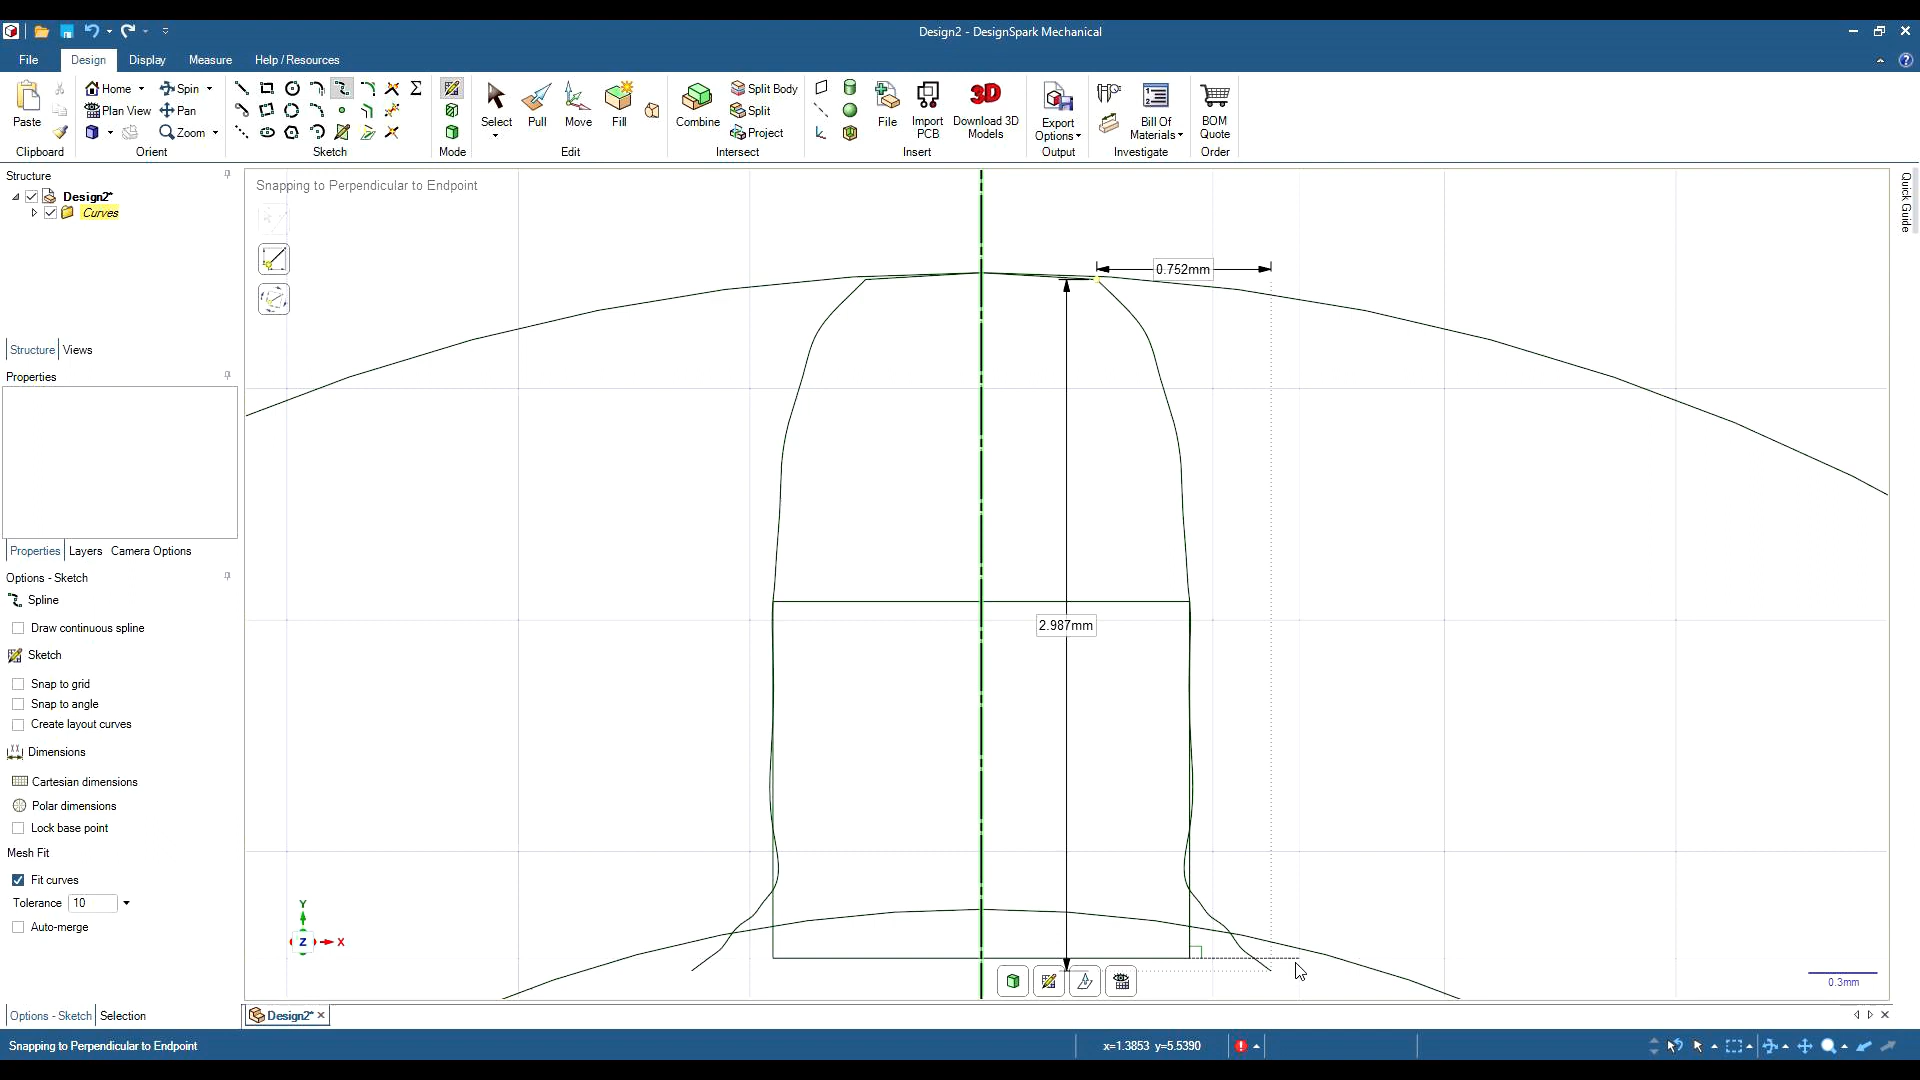 Design2 - DesignSpark Mechanical
File Design Display Measure Help / Resources
Paste
Clipboard
Home Spin
Plan View Pan
Zoom
Orient
Sketch
Mode
Select Pull Move Fill
Edit
Combine
Split Body
Split
Project
Intersect
File Import PCB Download 3D Models
3D
Insert
Export Options
Output
Bill Of Materials
Investigate
BOM Quote
Order
Structure
Design2*
Curves
Structure Views
Properties
Properties Layers Camera Options
Options - Sketch
Spline
Draw continuous spline
Sketch
Snap to grid
Snap to angle
Create layout curves
Dimensions
Cartesian dimensions
Polar dimensions
Lock base point
Mesh Fit
Fit curves
Tolerance 10
Auto-merge
Options - Sketch Selection
Snapping to Perpendicular to Endpoint
0.752mm
2.987mm
Y
Z X
0.3mm
Quick Guide
Design2*
Snapping to Perpendicular to Endpoint
x=1.3853 y=5.5390